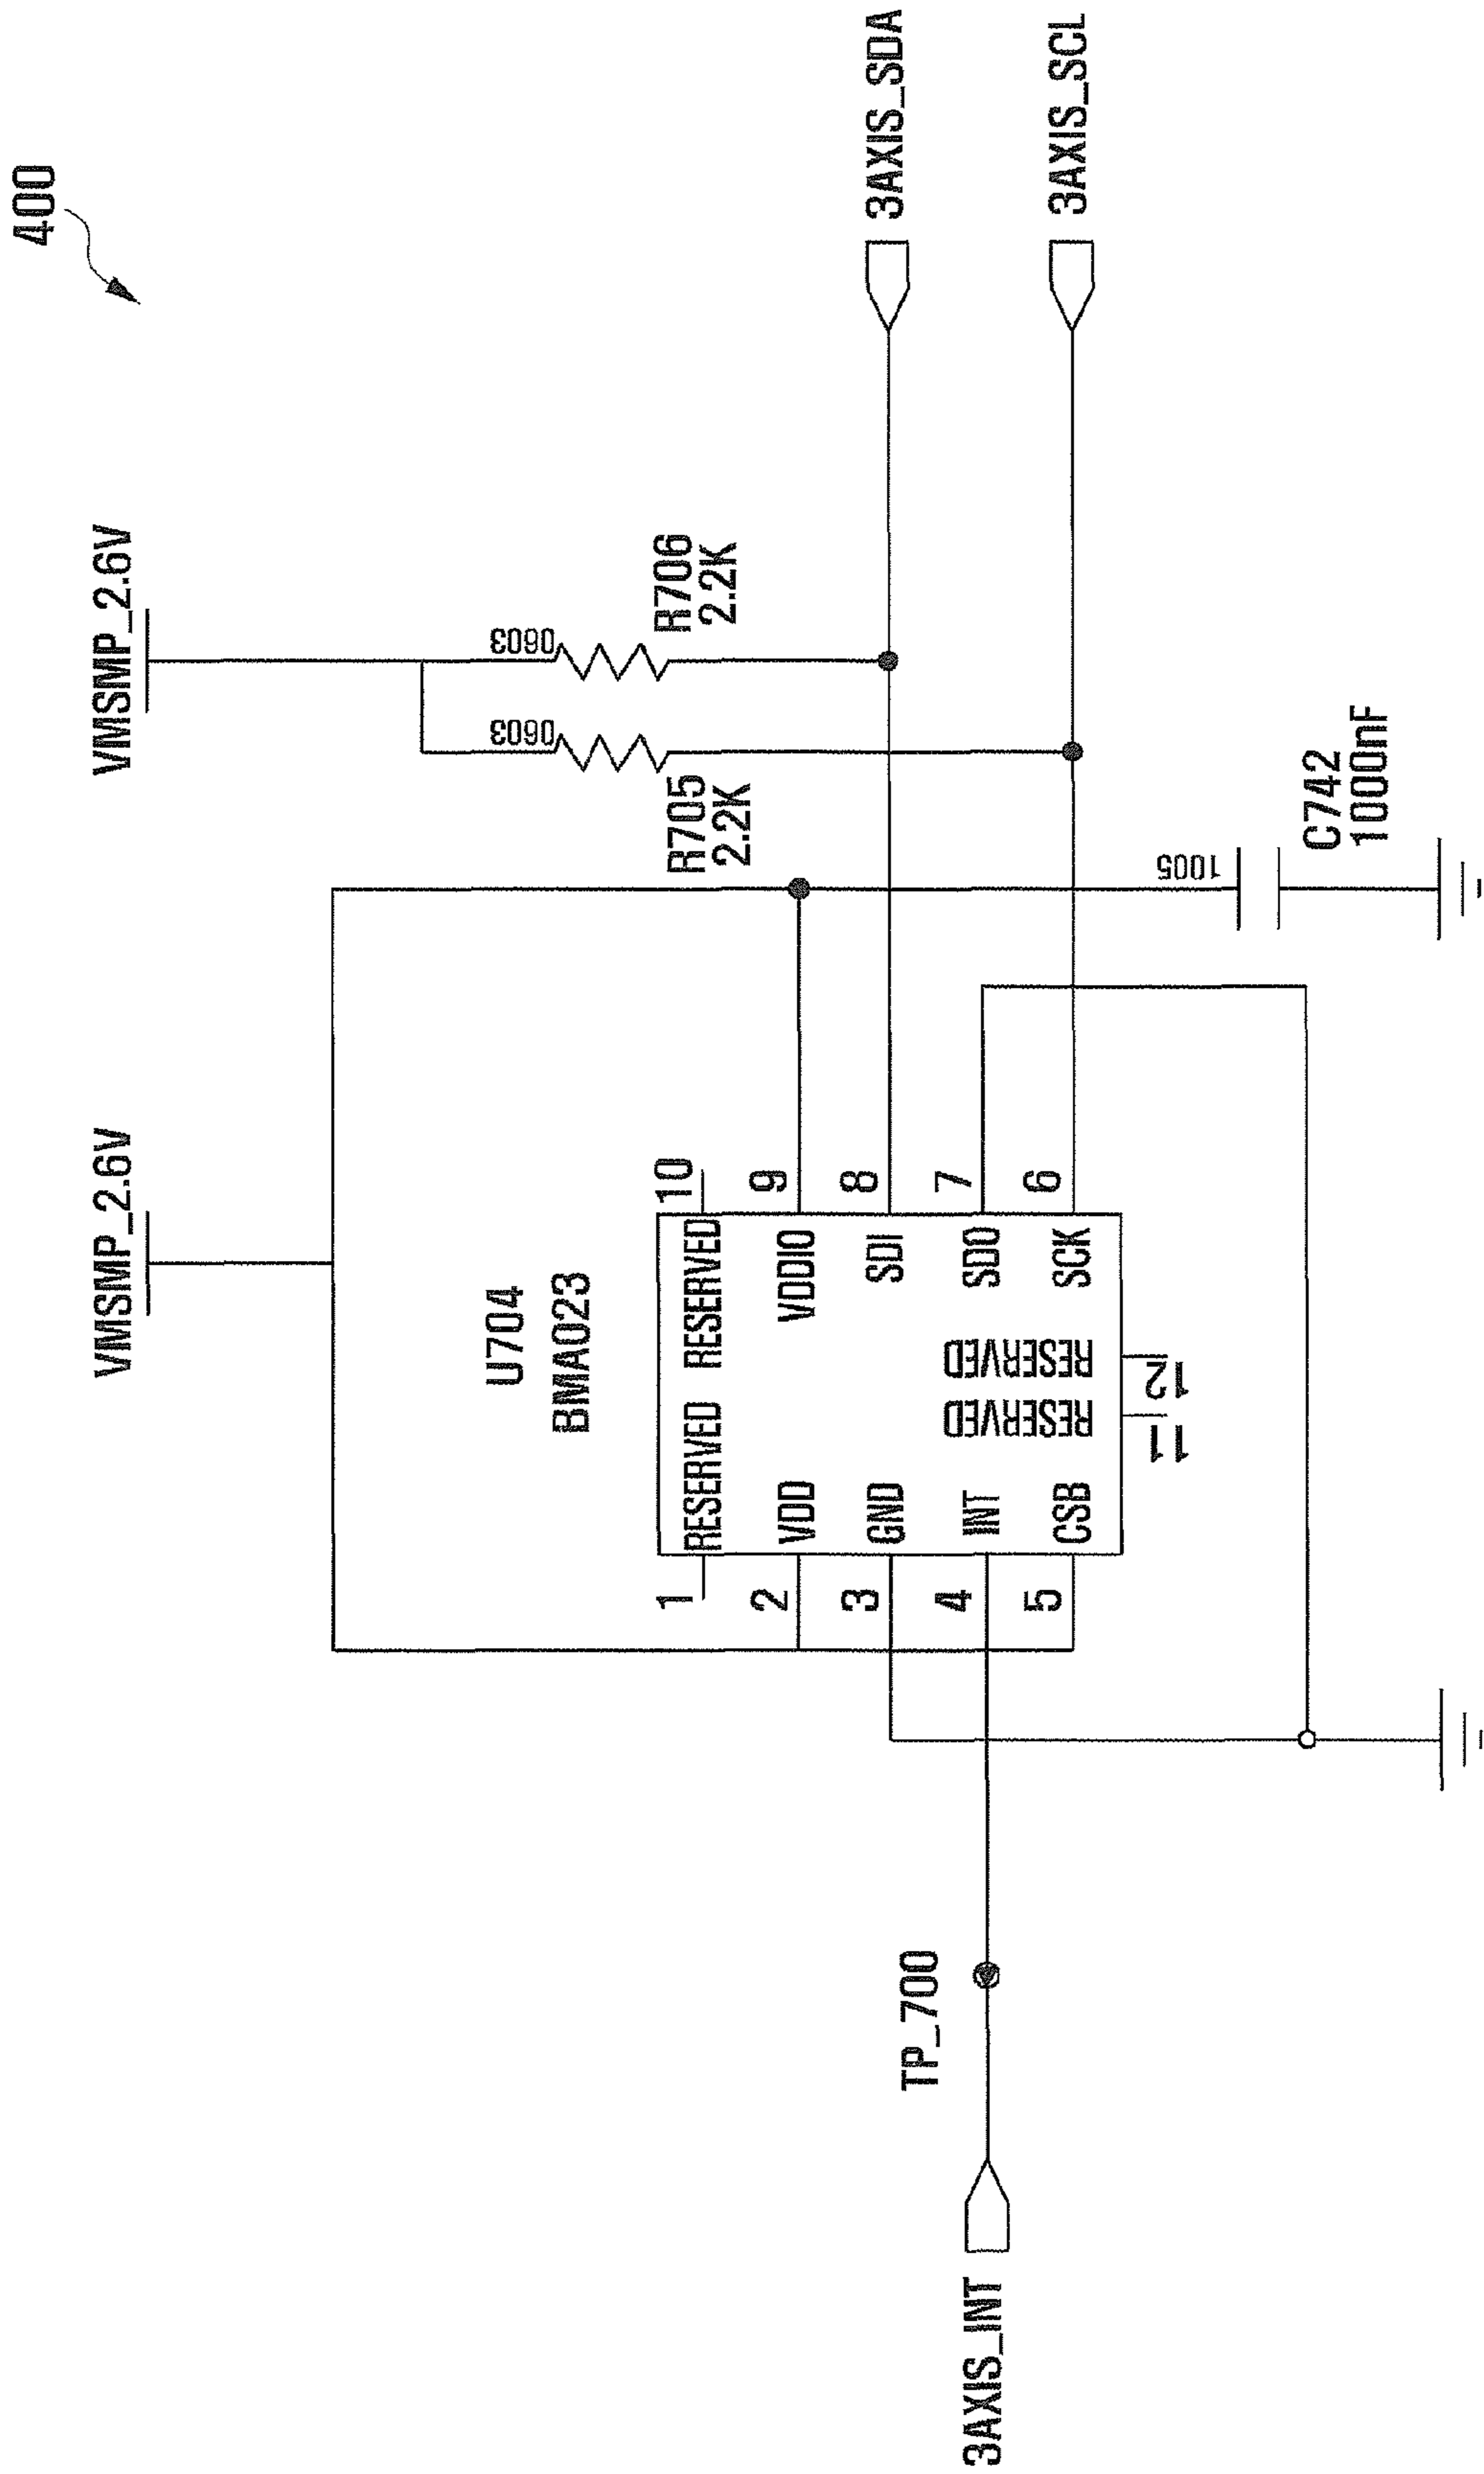 400
VMSMP_2.6V
VMSMP_2.6V
0603
0603
R705
2.2K
R706
2.2K
U704
BMA023
1
RESERVED
RESERVED
10
2
VDD
VDDIO
9
3
GND
SDI
8
4
INT
SDO
7
5
CSB
RESERVED
RESERVED
SCK
6
11
12
3AXIS_SDA
3AXIS_SCL
TP_700
3AXIS_INT
1005
C742
1000nF